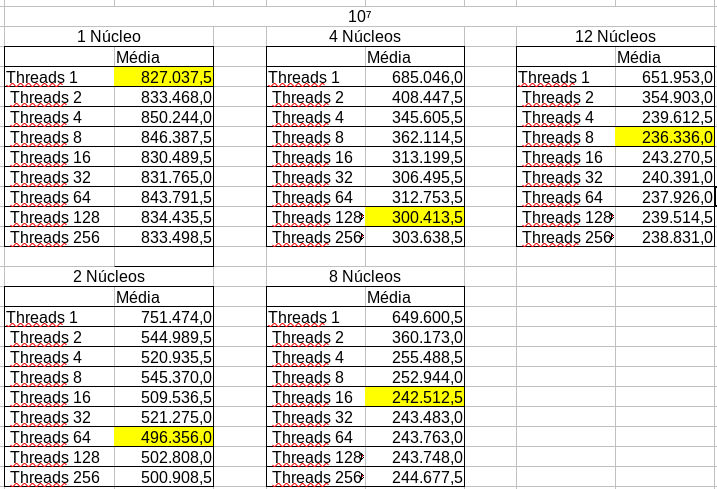 10⁷
1 Núcleo
Média
Threads 1 827.037,5
Threads 2 833.468,0
Threads 4 850.244,0
Threads 8 846.387,5
Threads 16 830.489,5
Threads 32 831.765,0
Threads 64 843.791,5
Threads 128 834.435,5
Threads 256 833.498,5
4 Núcleos
Média
Threads 1 685.046,0
Threads 2 408.447,5
Threads 4 345.605,5
Threads 8 362.114,5
Threads 16 313.199,5
Threads 32 306.495,5
Threads 64 312.753,5
Threads 128 300.413,5
Threads 256 303.638,5
12 Núcleos
Média
Threads 1 651.953,0
Threads 2 354.903,0
Threads 4 239.612,5
Threads 8 236.336,0
Threads 16 243.270,5
Threads 32 240.391,0
Threads 64 237.926,0
Threads 128 239.514,5
Threads 256 238.831,0
2 Núcleos
Média
Threads 1 751.474,0
Threads 2 544.989,5
Threads 4 520.935,5
Threads 8 545.370,0
Threads 16 509.536,5
Threads 32 521.275,0
Threads 64 496.356,0
Threads 128 502.808,0
Threads 256 500.908,5
8 Núcleos
Média
Threads 1 649.600,5
Threads 2 360.173,0
Threads 4 255.488,5
Threads 8 252.944,0
Threads 16 242.512,5
Threads 32 243.483,0
Threads 64 243.763,0
Threads 128 243.748,0
Threads 256 244.677,5